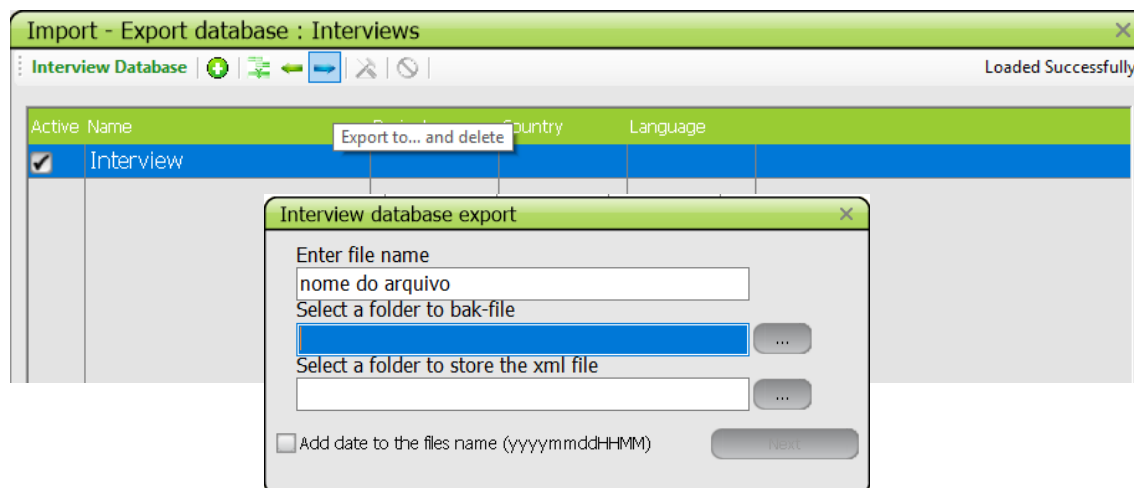 Import - Export database : Interviews
Interview Database Loaded Successfully
Active Name Country Language
Export to... and delete
Interview
Interview database export
Enter file name
nome do arquivo
Select a folder to bak-file
...
Select a folder to store the xml file
...
Add date to the files name (yyyymmddHHMM) Next